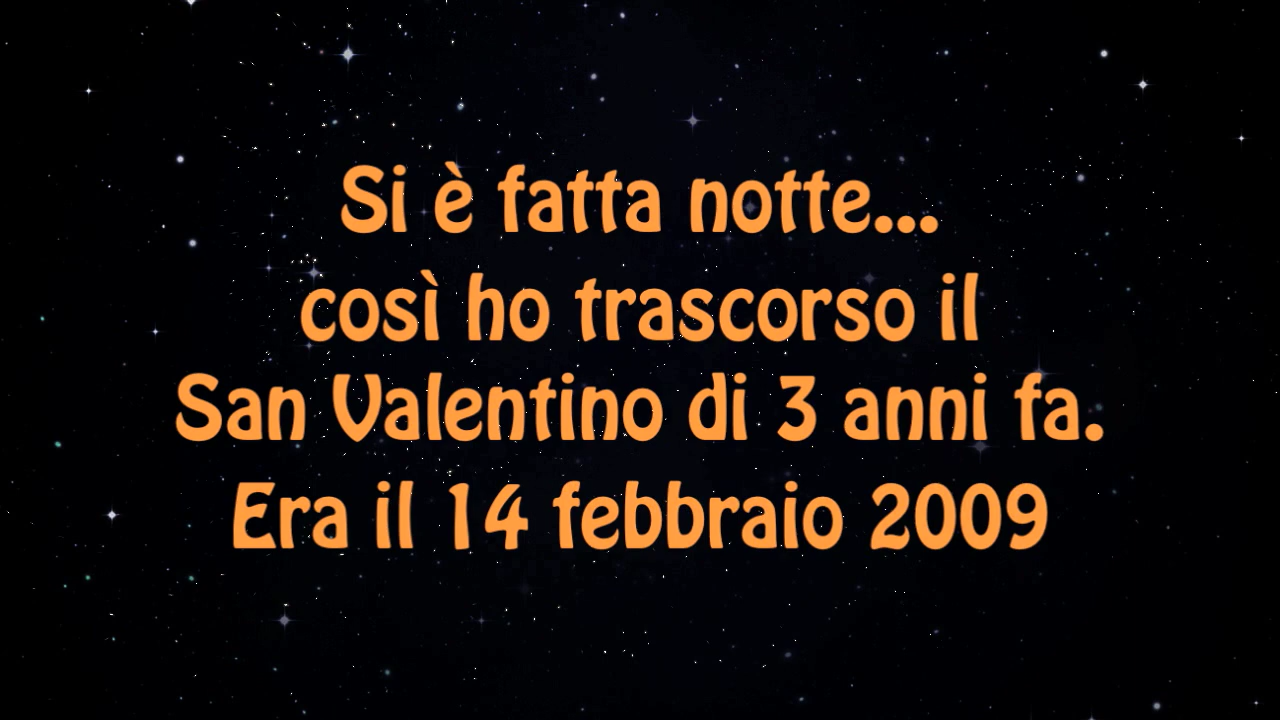 Si è fatta notte...
così ho trascorso il
San Valentino di 3 anni fa.
Era il 14 febbraio 2009